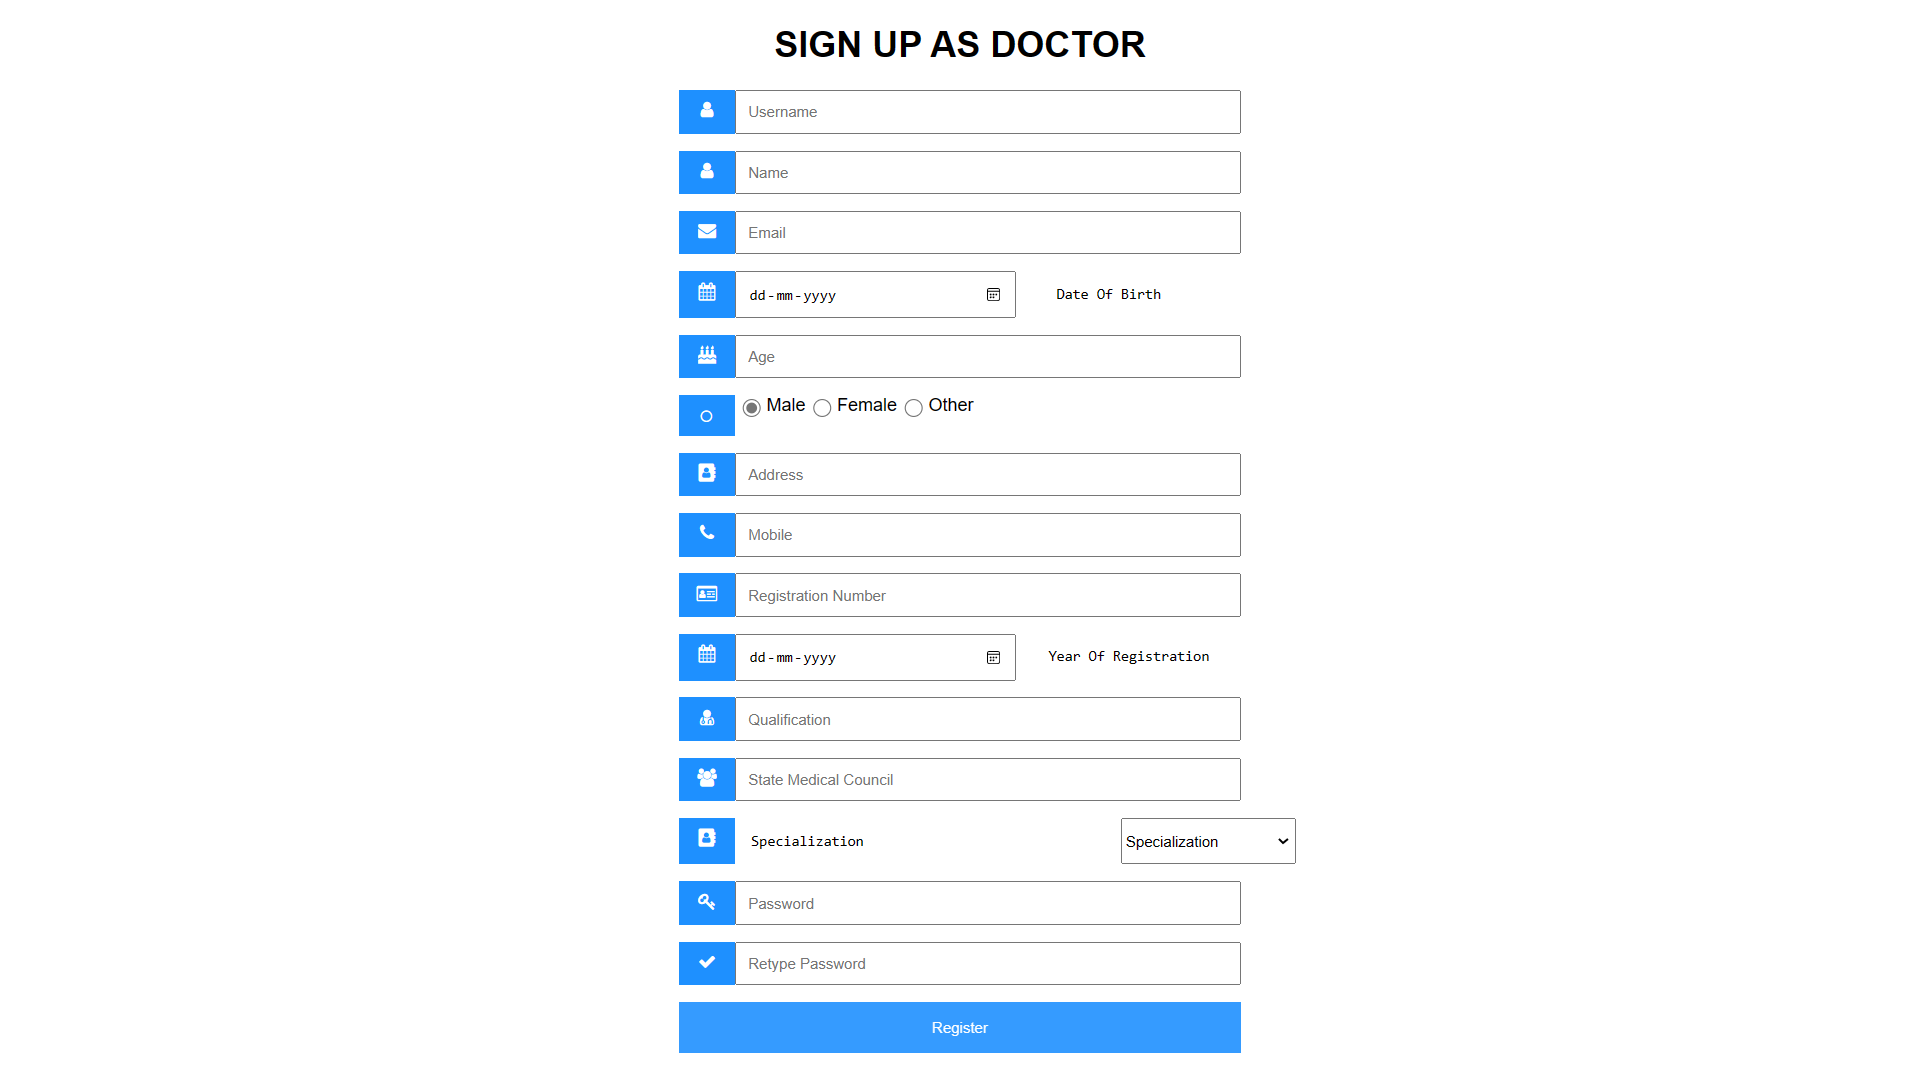 SIGN UP AS DOCTOR
Username
Name
Email
dd-mm-yyyy Date Of Birth
Age
Male Female Other
Address
Mobile
Registration Number
dd-mm-yyyy Year Of Registration
Qualification
State Medical Council
Specialization Specialization
Password
Retype Password
Register